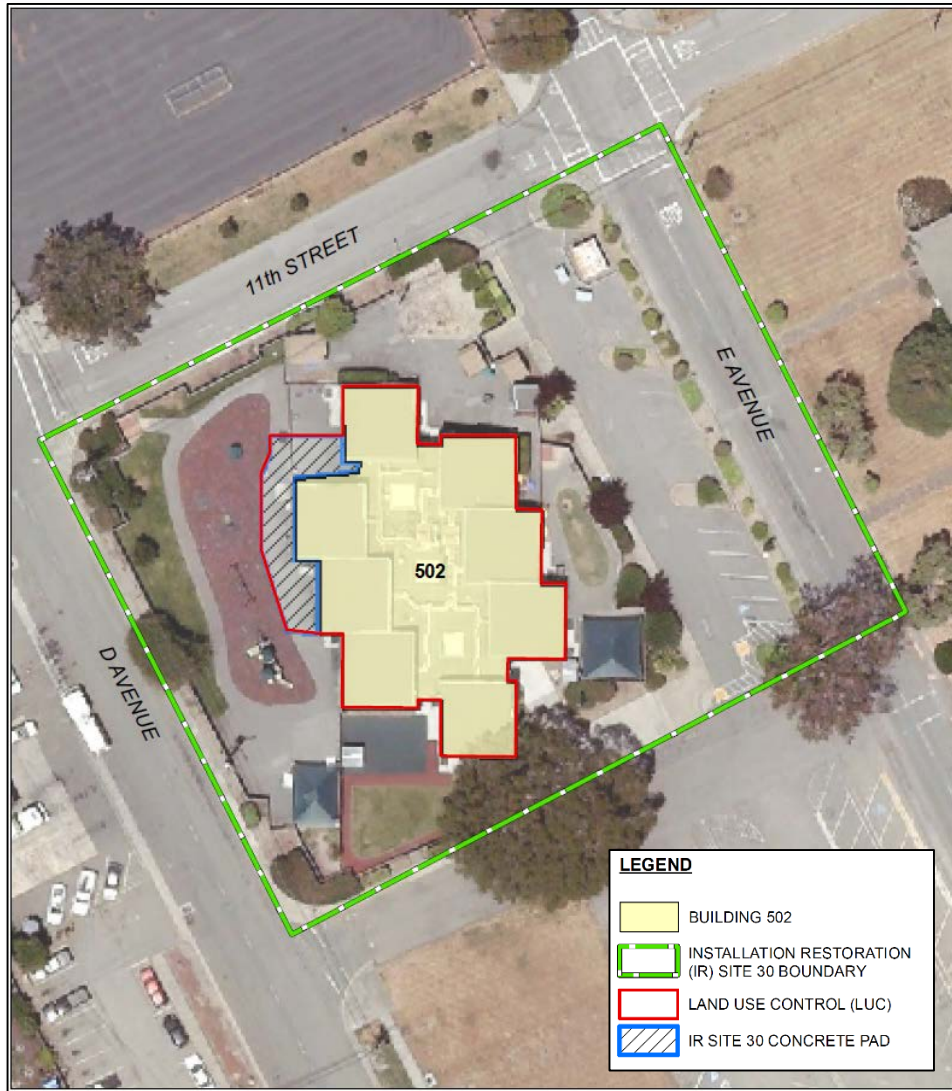 11th STREET
E AVENUE
502
D AVENUE
LEGEND
BUILDING 502
INSTALLATION RESTORATION
(IR) SITE 30 BOUNDARY
LAND USE CONTROL (LUC)
IR SITE 30 CONCRETE PAD